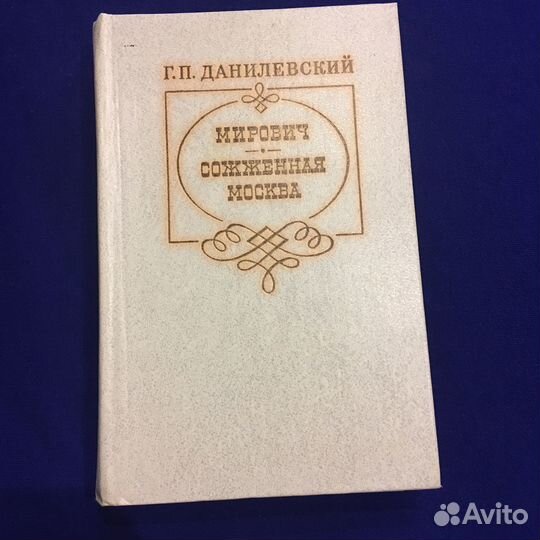 Г.П. ДАНИЛЕВСКИЙ
МИРОВИЧ
СОЖЖЕННАЯ
МОСКВА
Avito